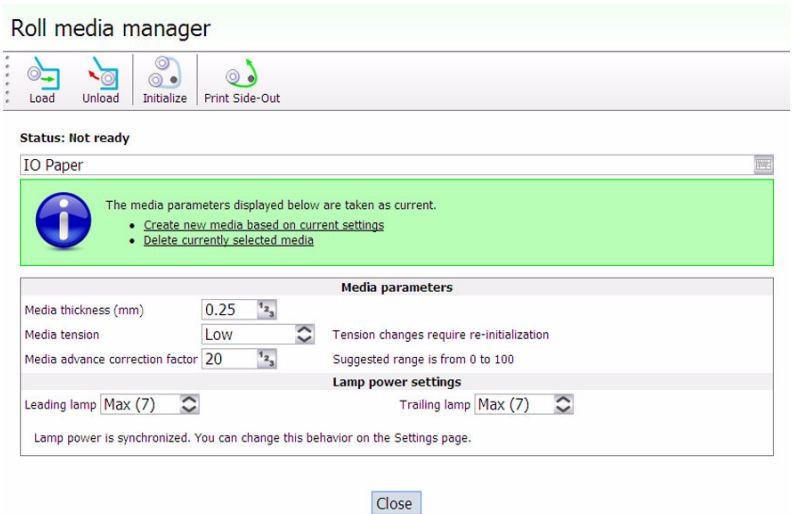 Roll media manager
Load Unload Initialize Print Side-Out
Status: Not ready
IO Paper
The media parameters displayed below are taken as current.
• Create new media based on current settings
• Delete currently selected media
Media parameters
Media thickness (mm) 0.25 123
Media tension Low Tension changes require re-initialization
Media advance correction factor 20 123 Suggested range is from 0 to 100
Lamp power settings
Leading lamp Max (7) Trailing lamp Max (7)
Lamp power is synchronized. You can change this behavior on the Settings page.
Close